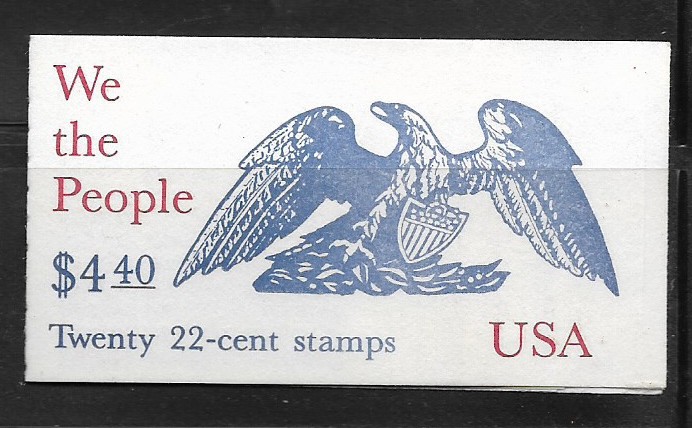 We
the
People
$4 40
Twenty 22-cent stamps
USA